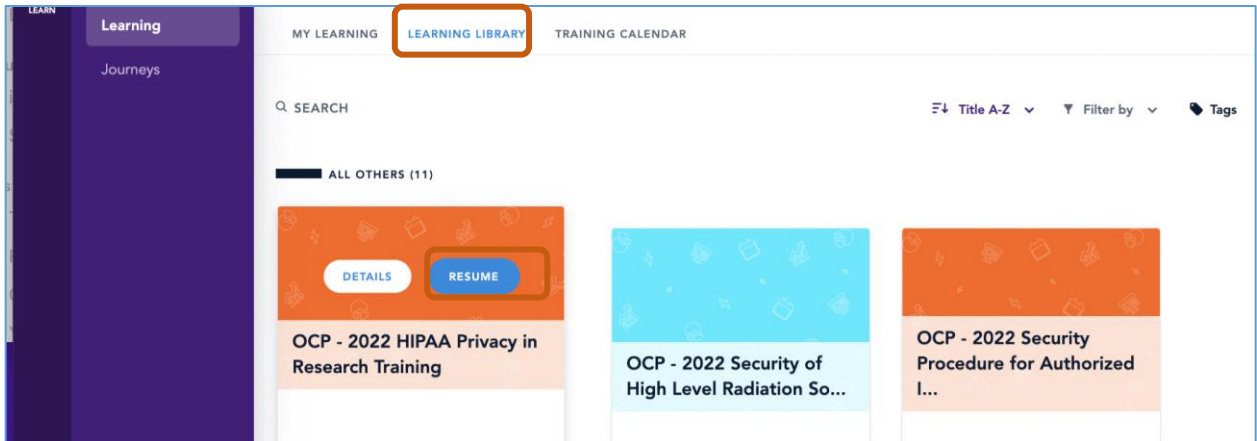 LEARN
Learning
Journeys
MY LEARNING LEARNING LIBRARY TRAINING CALENDAR
SEARCH
Title A-Z Filter by Tags
ALL OTHERS (11)
DETAILS RESUME
OCP - 2022 HIPAA Privacy in
Research Training
OCP - 2022 Security of
High Level Radiation So...
OCP - 2022 Security
Procedure for Authorized
I...